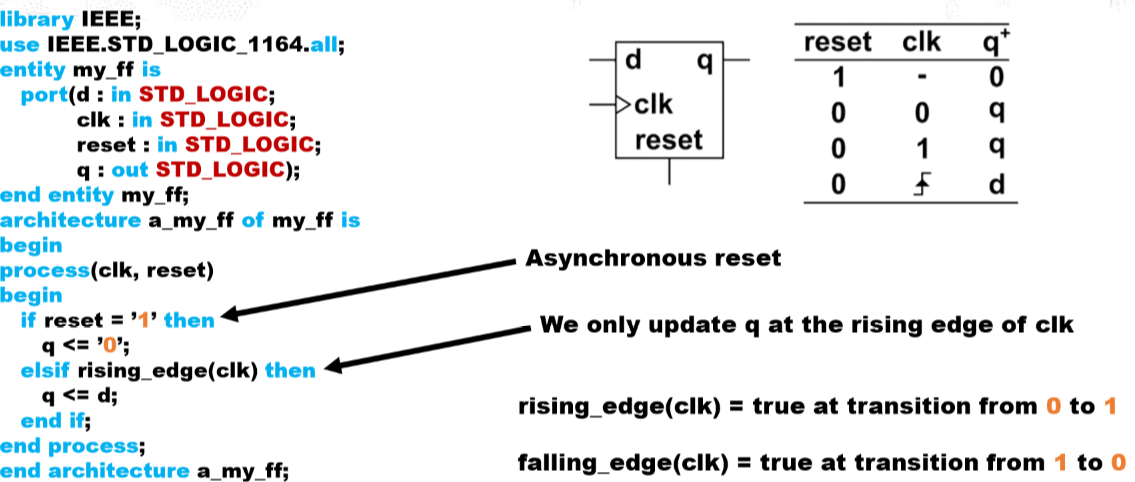 library IEEE;
use IEEE.STD_LOGIC_1164.all;
entity my_ff is
port(d : in STD_LOGIC;
clk : in STD_LOGIC;
reset : in STD_LOGIC;
q : out STD_LOGIC);
end entity my_ff;
architecture a_my_ff of my_ff is
begin
process(clk, reset)
begin
if reset = ’1’ then
q <= ’0’;
elsif rising_edge(clk) then
q <= d;
end if;
end process;
end architecture a_my_ff;
d q
clk
reset
reset clk q+
1 - 0
0 0 q
0 1 q
0 d
Asynchronous reset
We only update q at the rising edge of clk
rising_edge(clk) = true at transition from 0 to 1
falling_edge(clk) = true at transition from 1 to 0